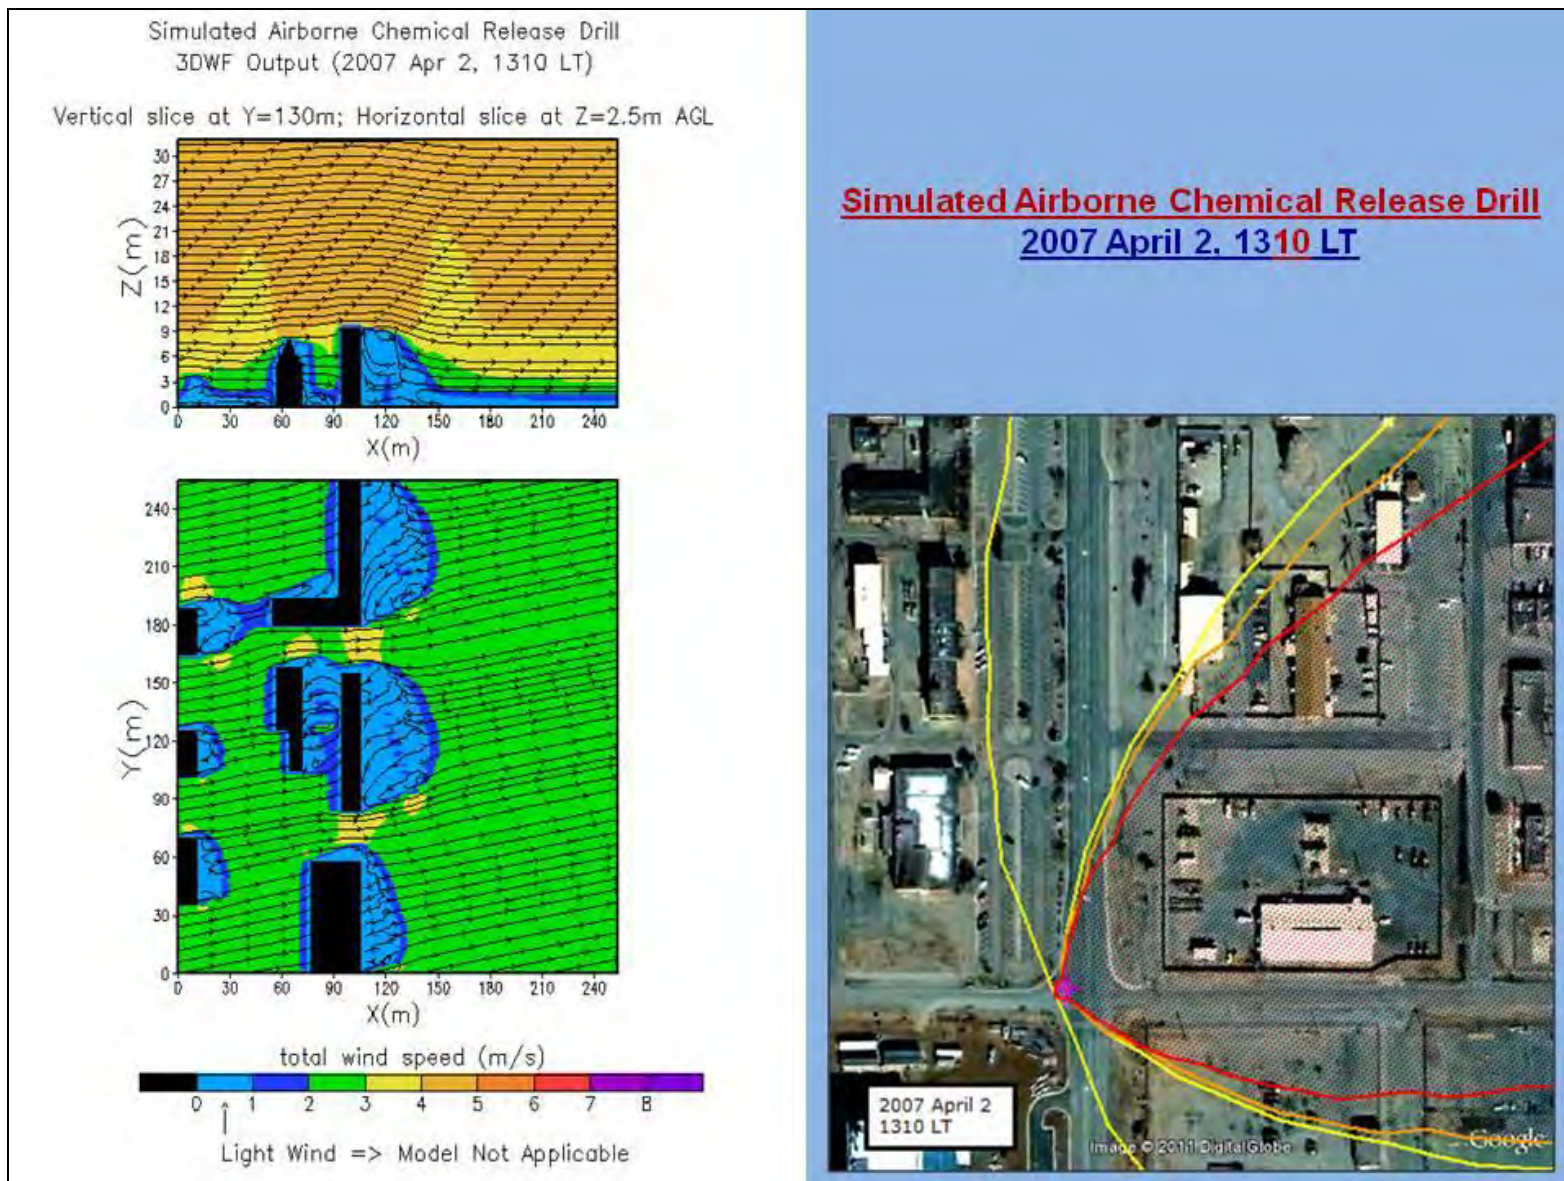 Simulated Airborne Chemical Release Drill
3DWF Output (2007 Apr 2, 1310 LT)
Vertical slice at Y=130m; Horizontal slice at Z=2.5m AGL
30
27
24
21
18
15
12
9
6
3
0
Z(m)
0 30 60 90 120 150 180 210 240
X(m)
240
210
180
150
120
90
60
30
0
Y(m)
0 30 60 90 120 150 180 210 240
X(m)
total wind speed (m/s)
0 1 2 3 4 5 6 7 8
Light Wind => Model Not Applicable
Simulated Airborne Chemical Release Drill
2007 April 2. 1310 LT
2007 April 2
1310 LT
Image © 2011 DigitalGlobe
Google